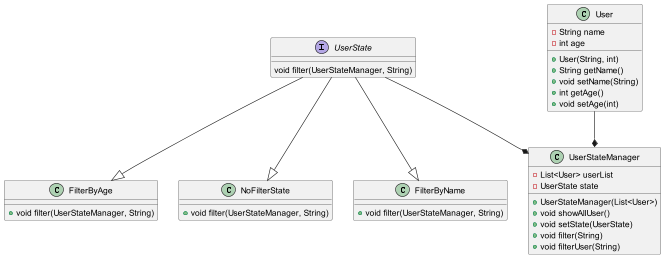 C User
String name
int age
User(String, int)
String getName()
void setName(String)
int getAge()
void setAge(int)
I UserState
void filter(UserStateManager, String)
C FilterByAge
void filter(UserStateManager, String)
C NoFilterState
void filter(UserStateManager, String)
C FilterByName
void filter(UserStateManager, String)
C UserStateManager
List<User> userList
UserState state
UserStateManager(List<User>)
void showAllUser()
void setState(UserState)
void filter(String)
void filterUser(String)